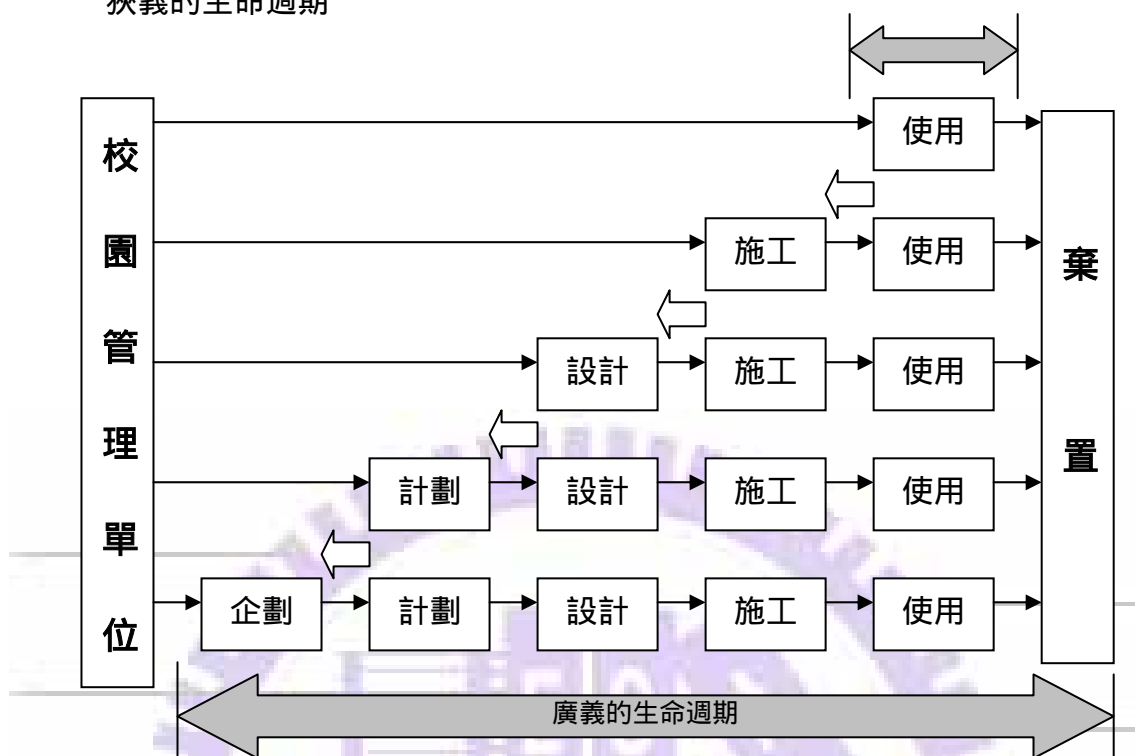 狹義的生命週期
校園管理單位
使用
施工 使用
設計 施工 使用
計劃 設計 施工 使用
企劃 計劃 設計 施工 使用
棄置
廣義的生命週期